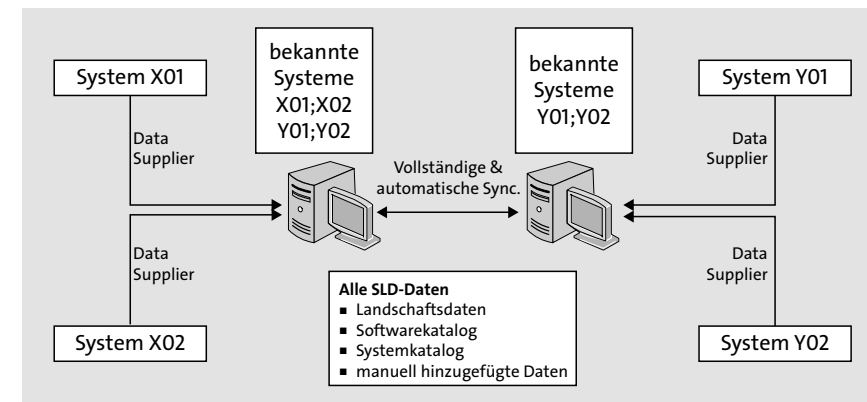 System X01
bekannte
Systeme
X01;X02
Y01;Y02
bekannte
Systeme
Y01;Y02
System Y01
Data
Supplier
Vollständige &
automatische Sync.
Data
Supplier
Data
Supplier
Data
Supplier
Alle SLD-Daten
▪ Landschaftsdaten
▪ Softwarekatalog
▪ Systemkatalog
▪ manuell hinzugefügte Daten
System X02
System Y02